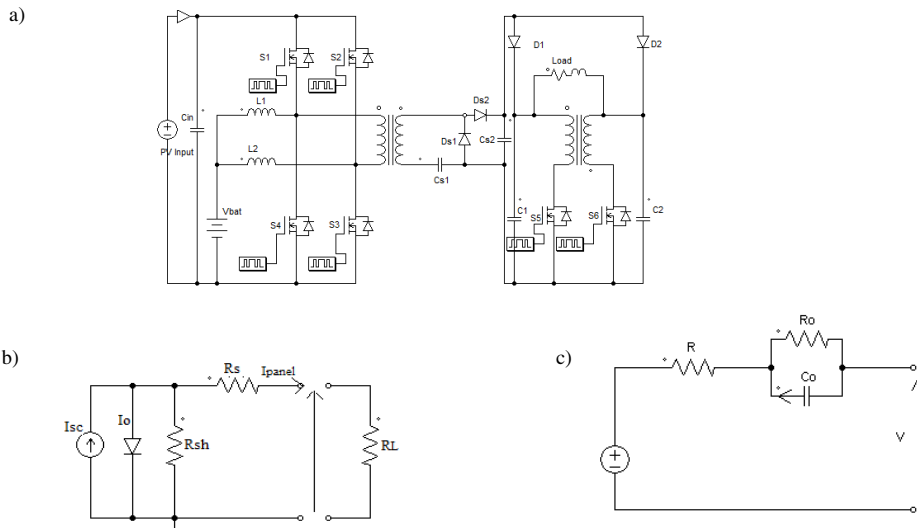 a)
S1
S2
D1
D2
Load
L1
Cin
Ds2
PV Input
Ds1
Cs2
L2
Cs1
Vbat
C1
S4
S3
S5
S6
C2
b)
c)
Ro
Rs
Ipanel
R
Co
Isc
Io
Rsh
RL
V